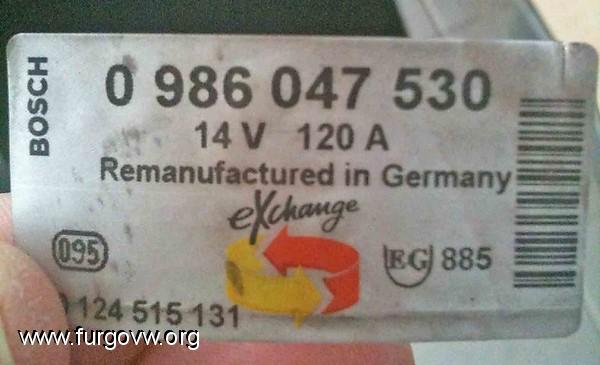 BOSCH
0 986 047 530
14 V 120 A
Remanufactured in Germany
eXchange
095
EG 885
0 124 515 131
www.furgovw.org